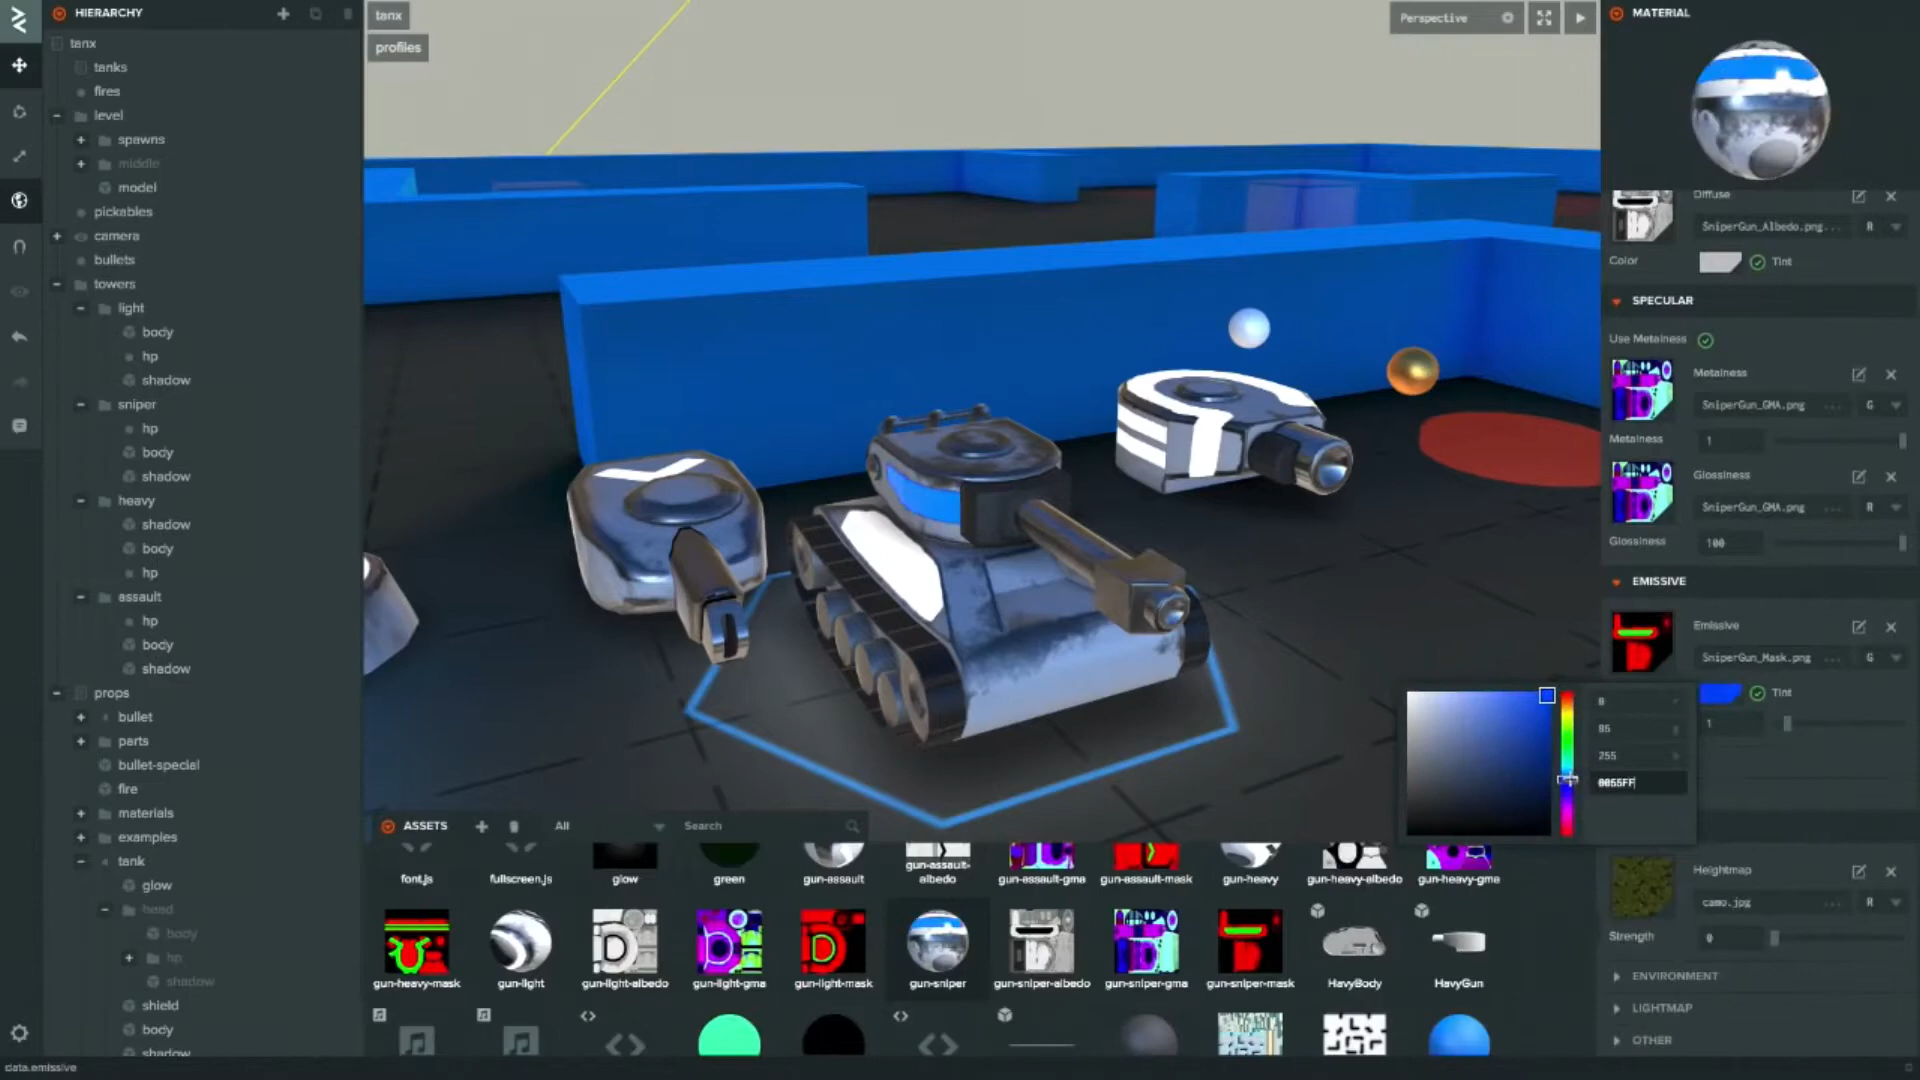 HIERARCHY
tanx
tanks
fires
level
spawns
middle
model
pickables
camera
bullets
towers
light
body
hp
shadow
sniper
hp
body
shadow
heavy
shadow
body
hp
assault
hp
body
shadow
props
bullet
parts
bullet-special
fire
materials
examples
tank
glow
head
body
hp
shadow
shield
body
shadow
data.emissive
tanx
profiles
Perspective
ASSETS
All
Search
font.js
fullscreen.js
glow
green
gun-assault
gun-assault-
albedo
gun-assault-gma
gun-assault-mask
gun-heavy
gun-heavy-albedo
gun-heavy-gma
gun-heavy-mask
gun-light
gun-light-albedo
gun-light-gma
gun-light-mask
gun-sniper
gun-sniper-albedo
gun-sniper-gma
gun-sniper-mask
HavyBody
HavyGun
MATERIAL
Diffuse
SniperGun_Albedo.png... R
Color Tint
SPECULAR
Use Metalness
Metalness
SniperGun_GMA.png ... G
Metalness 1
Glossiness
SniperGun_GMA.png ... R
Glossiness 100
EMISSIVE
Emissive
SniperGun_Mask.png ... G
Tint
1
85
255
0055FF
Heightmap
camo.jpg ... R
Strength 0
ENVIRONMENT
LIGHTMAP
OTHER